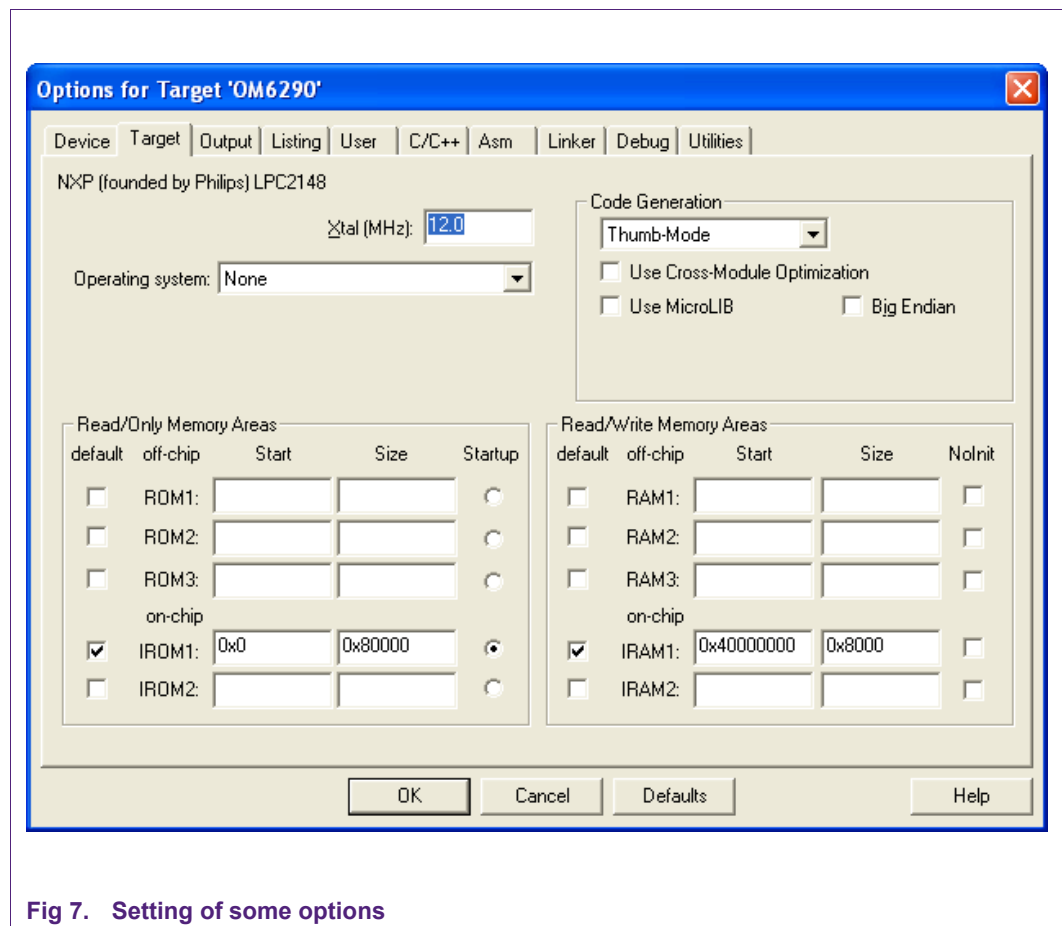 Options for Target 'OM6290'
Device Target Output Listing User C/C++ Asm Linker Debug Utilities
NXP (founded by Philips) LPC2148
Xtal (MHz): 12.0
Operating system: None
Code Generation
Thumb-Mode
Use Cross-Module Optimization
Use MicroLIB Big Endian
Read/Only Memory Areas
default off-chip Start Size Startup
ROM1:
ROM2:
ROM3:
on-chip
IROM1: 0x0 0x80000
IROM2:
Read/Write Memory Areas
default off-chip Start Size NoInit
RAM1:
RAM2:
RAM3:
on-chip
IRAM1: 0x40000000 0x8000
IRAM2:
OK Cancel Defaults Help
Fig 7. Setting of some options